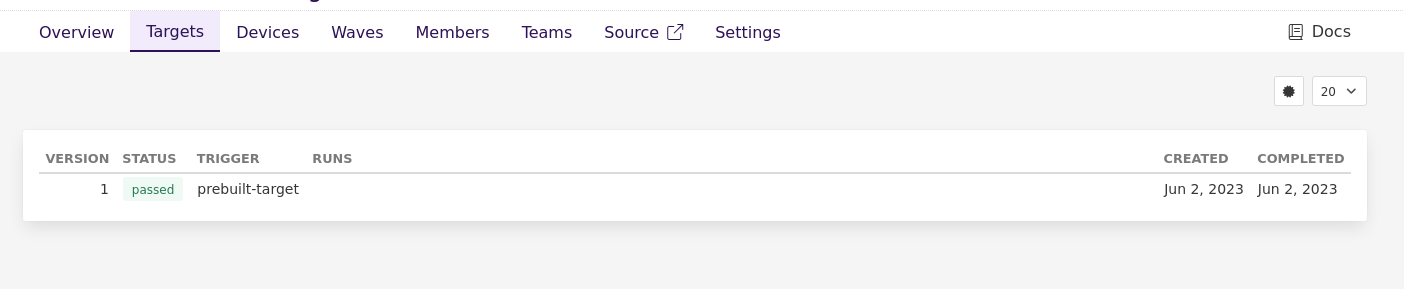 Overview Targets Devices Waves Members Teams Source Settings Docs
20
VERSION STATUS TRIGGER RUNS CREATED COMPLETED
1 passed prebuilt-target Jun 2, 2023 Jun 2, 2023